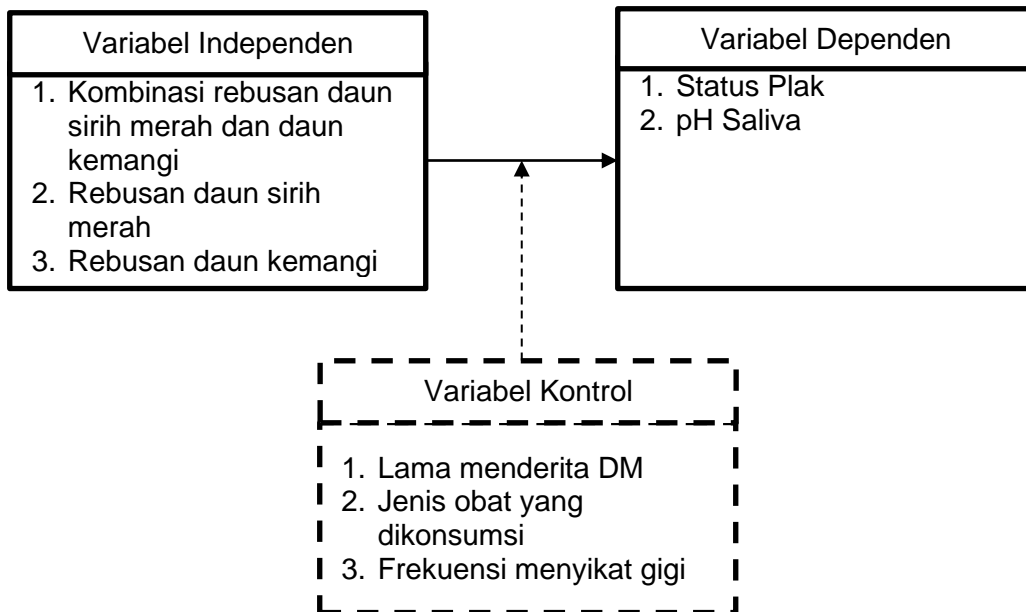 Variabel Independen
1. Kombinasi rebusan daun
sirih merah dan daun
kemangi
2. Rebusan daun sirih
merah
3. Rebusan daun kemangi
Variabel Dependen
1. Status Plak
2. pH Saliva
Variabel Kontrol
1. Lama menderita DM
2. Jenis obat yang
dikonsumsi
3. Frekuensi menyikat gigi